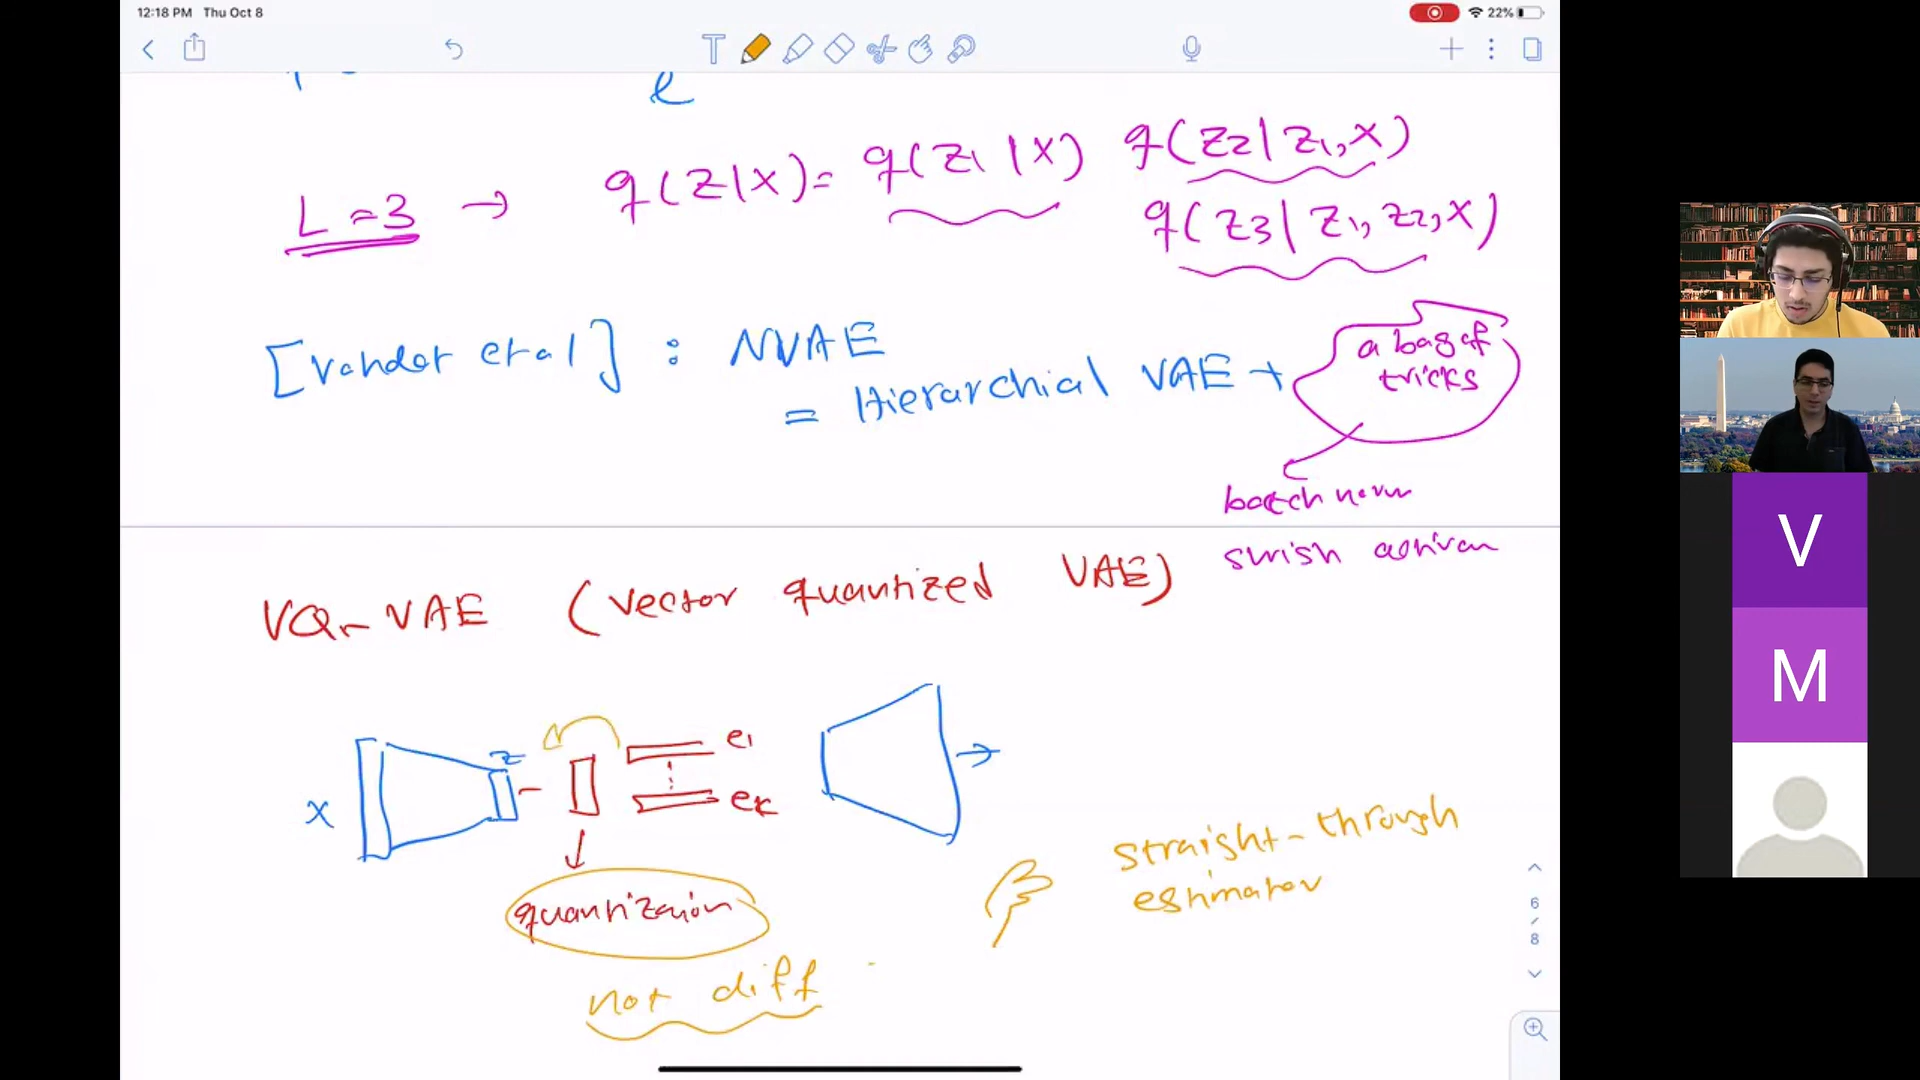 12:18 PM Thu Oct 8
22%
L=3 → q(z|x)= q(z1|x) q(z2|z1,x)
q(z3|z1,z2,x)
[Vahdat et al] : NVAE
= Hierarchial VAE +
a bag of
tricks
batch norm
swish
VQ-VAE (vector quantized VAE)
x
z
e1
ek
quantization
not diff
straight-through
estimator
6
/
8
V
M